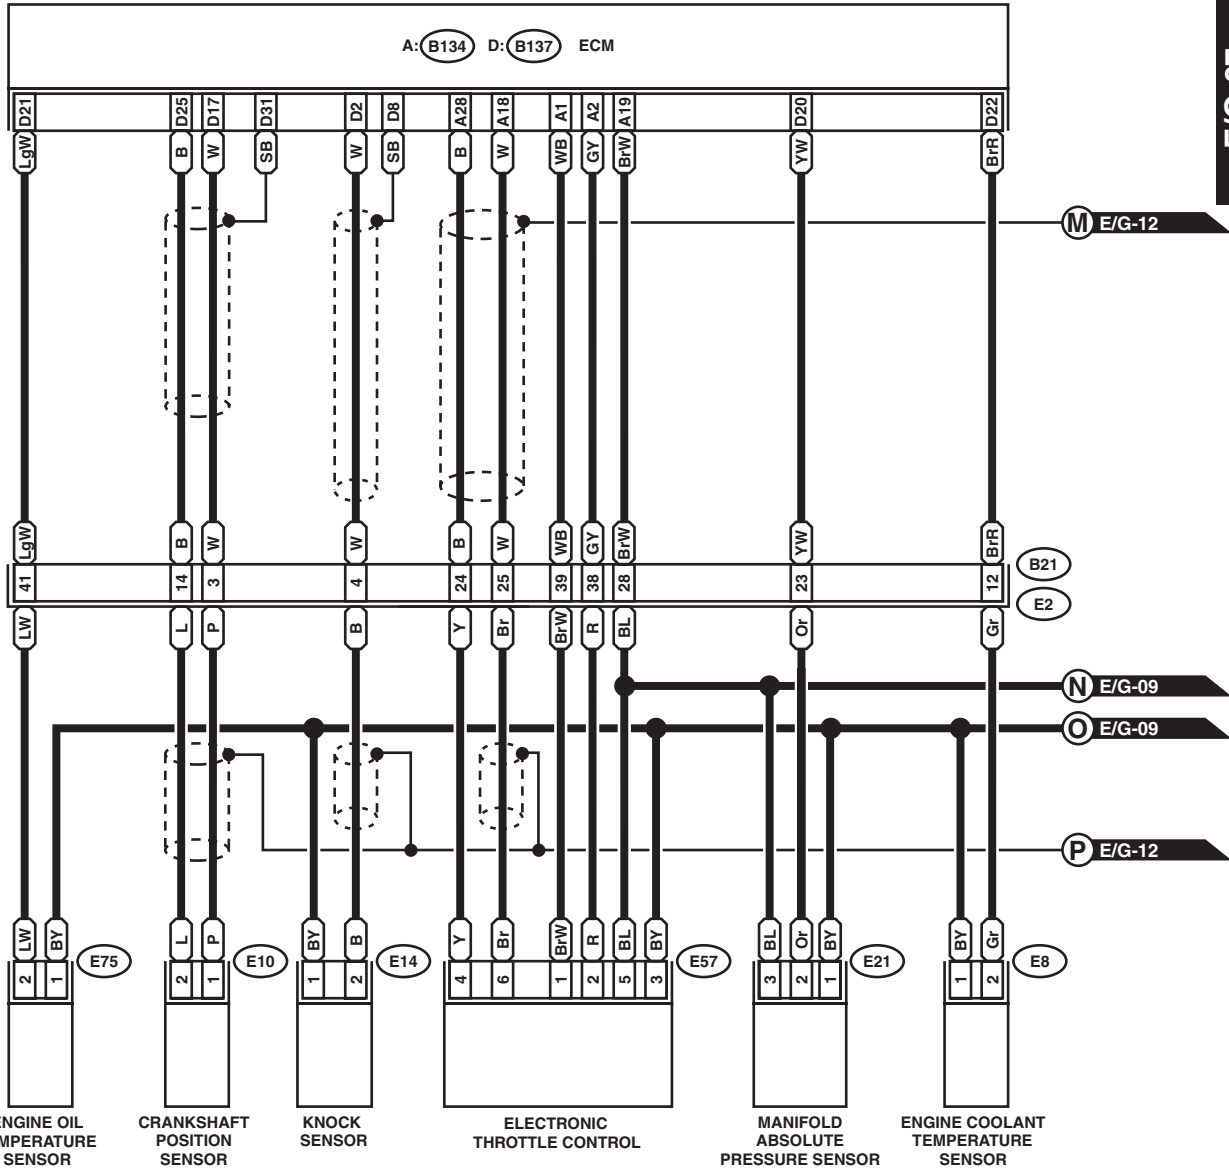 A: B134 D: B137 ECM
D21 D25 D17 D31 D2 D8 A28 A18 A1 A2 A19 D20 D22
LgW B W SB W SB B W WB GY BrW YW BrR
M E/G-12
LgW B W W B W WB GY BrW YW BrR
B21
41 14 3 4 24 25 39 38 28 23 12
E2
LW L P B Y Br BrW R BL Or Gr
N E/G-09
O E/G-09
P E/G-12
LW BY L P BY B Y Br BrW R BL BY BL Or BY BY Gr
E75 E10 E14 E57 E21 E8
2 1 2 1 1 2 4 6 1 2 5 3 3 2 1 1 2
ENGINE OIL
TEMPERATURE
SENSOR
CRANKSHAFT
POSITION
SENSOR
KNOCK
SENSOR
ELECTRONIC
THROTTLE CONTROL
MANIFOLD
ABSOLUTE
PRESSURE SENSOR
ENGINE COOLANT
TEMPERATURE
SENSOR